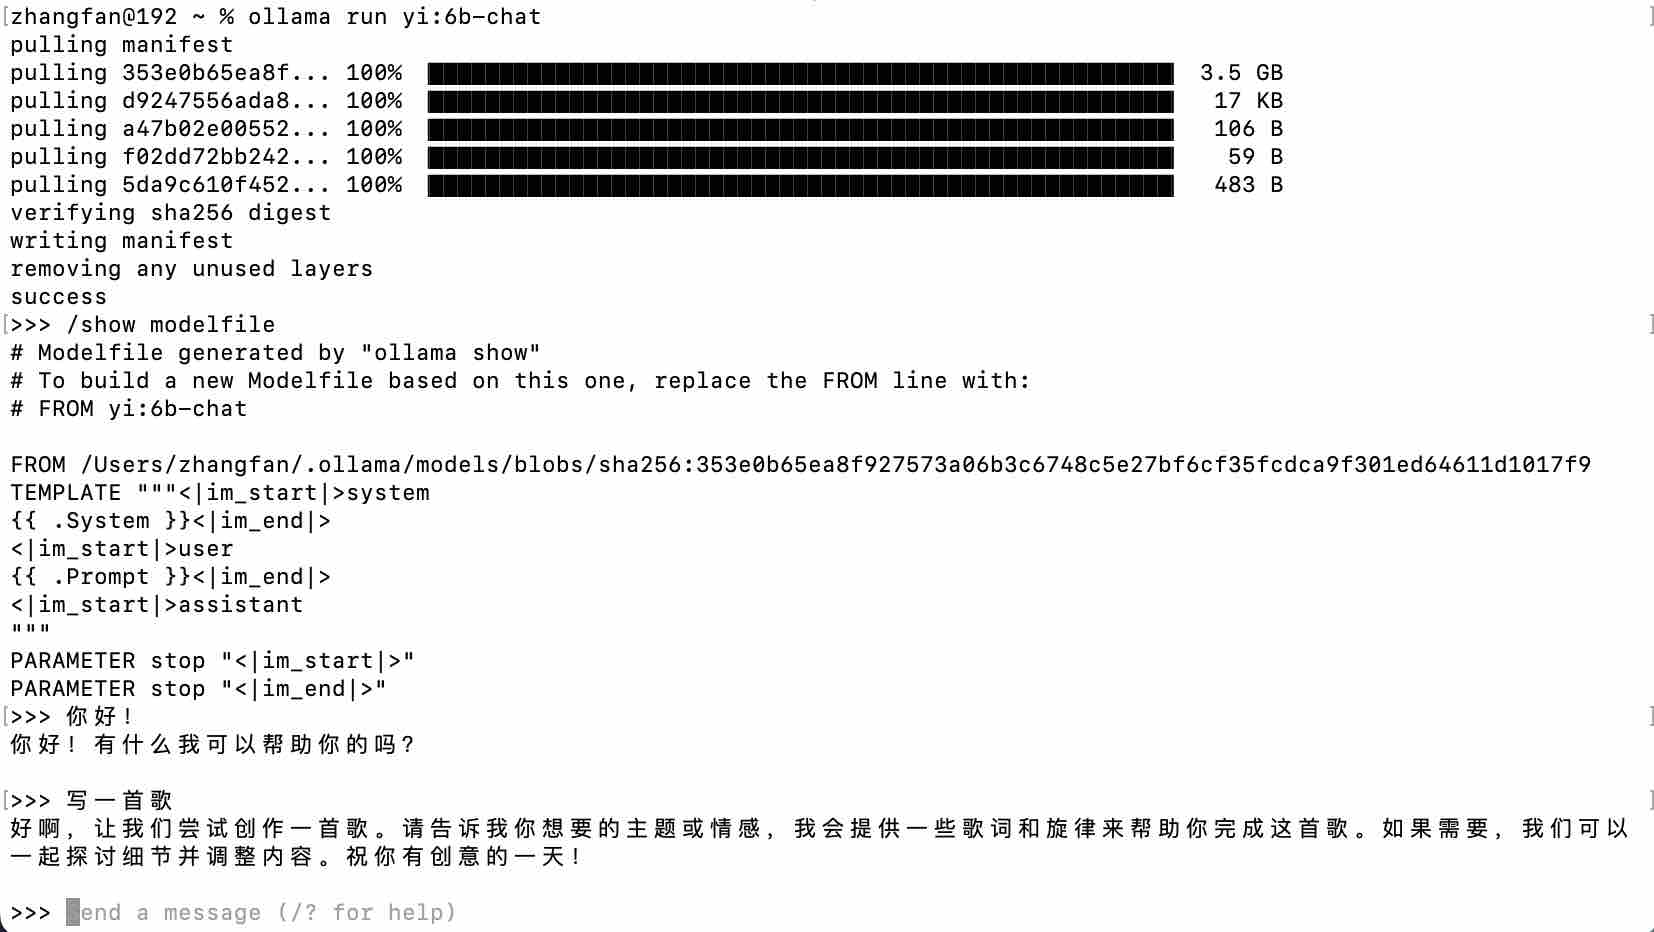 [zhangfan@192 ~ % ollama run yi:6b-chat ]
pulling manifest
pulling 353e0b65ea8f... 100% 3.5 GB
pulling d9247556ada8... 100% 17 KB
pulling a47b02e00552... 100% 106 B
pulling f02dd72bb242... 100% 59 B
pulling 5da9c610f452... 100% 483 B
verifying sha256 digest
writing manifest
removing any unused layers
success
[>>> /show modelfile ]
# Modelfile generated by "ollama show"
# To build a new Modelfile based on this one, replace the FROM line with:
# FROM yi:6b-chat
FROM /Users/zhangfan/.ollama/models/blobs/sha256:353e0b65ea8f927573a06b3c6748c5e27bf6cf35fcdca9f301ed64611d1017f9
TEMPLATE """<|im_start|>system
{{ .System }}<|im_end|>
<|im_start|>user
{{ .Prompt }}<|im_end|>
<|im_start|>assistant
"""
PARAMETER stop "<|im_start|>"
PARAMETER stop "<|im_end|>"
[>>> 你好! ]
你好! 有什么我可以帮助你的吗?
[>>> 写一首歌 ]
好啊, 让我们尝试创作一首歌。请告诉我你想要的主题或情感, 我会提供一些歌词和旋律来帮助你完成这首歌。如果需要, 我们可以
一起探讨细节并调整内容。祝你有创意的一天!
>>> Send a message (/? for help)